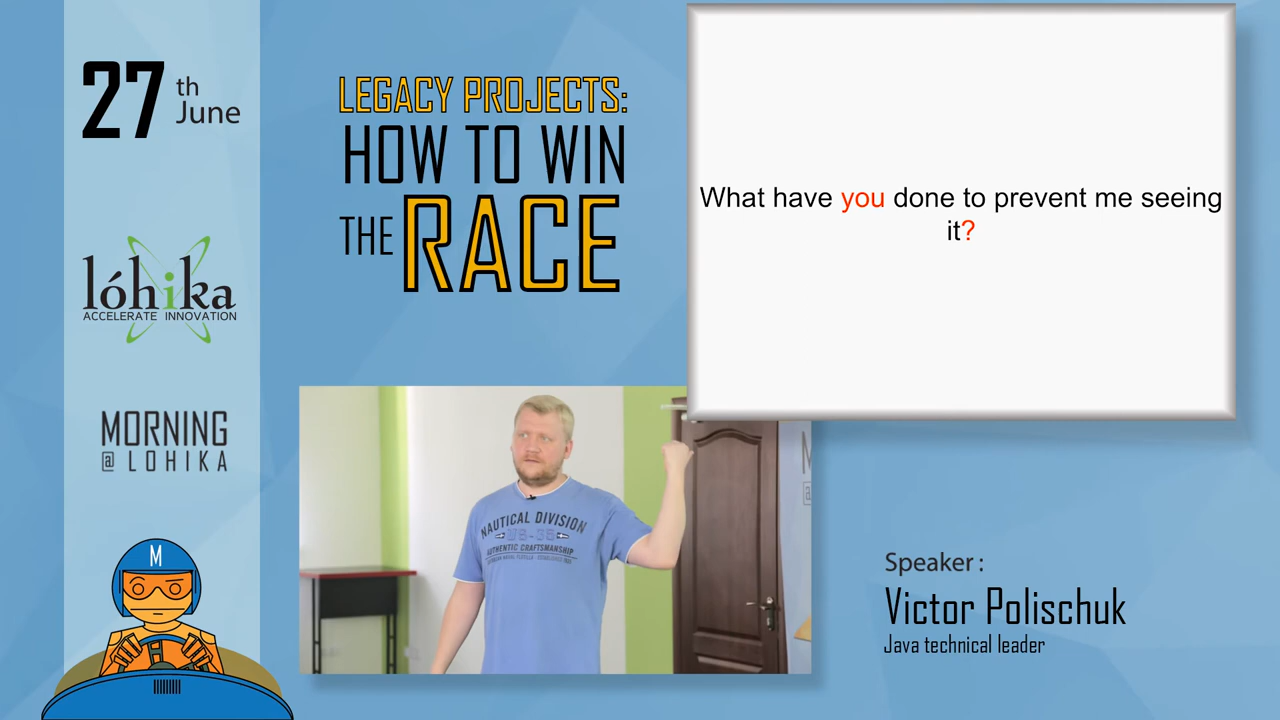 27
th
June
lóhika
ACCELERATE INNOVATION
MORNING
@ LOHIKA
M
LEGACY PROJECTS:
HOW TO WIN
THE RACE
What have you done to prevent me seeing
it?
NAUTICAL DIVISION
AUTHENTIC CRAFTSMANSHIP
M
@
Speaker :
Victor Polischuk
Java technical leader